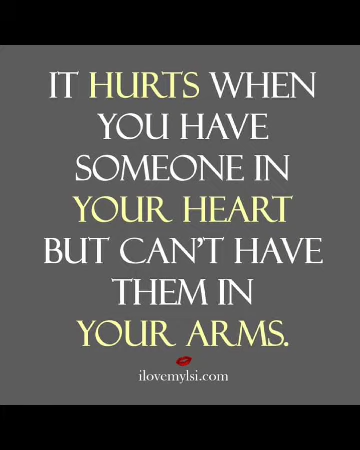 IT HURTS WHEN
YOU HAVE
SOMEONE IN
YOUR HEART
BUT CAN'T HAVE
THEM IN
YOUR ARMS.
ilovemylsi.com